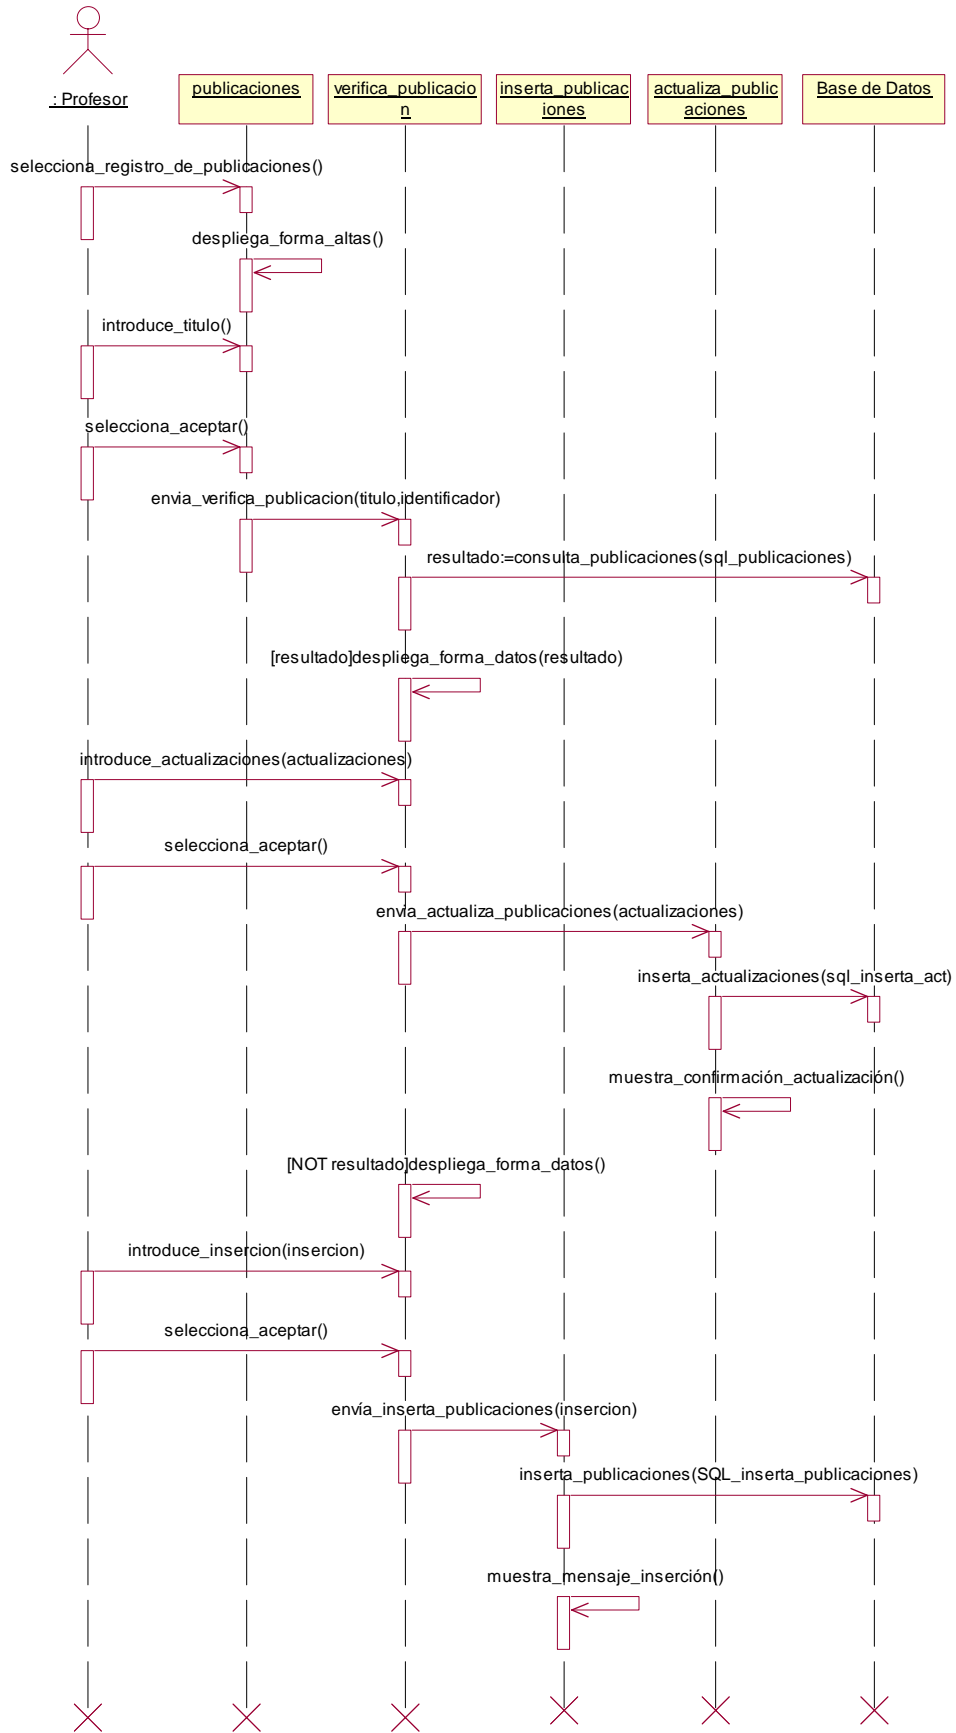 : Profesor
publicaciones
verifica_publicacio
n
inserta_publicac
iones
actualiza_public
aciones
Base de Datos
selecciona_registro_de_publicaciones()
despliega_forma_altas()
introduce_titulo()
selecciona_aceptar()
envia_verifica_publicacion(titulo,identificador)
resultado:=consulta_publicaciones(sql_publicaciones)
[resultado]despliega_forma_datos(resultado)
introduce_actualizaciones(actualizaciones)
selecciona_aceptar()
envia_actualiza_publicaciones(actualizaciones)
inserta_actualizaciones(sql_inserta_act)
muestra_confirmación_actualización()
[NOT resultado]despliega_forma_datos()
introduce_insercion(insercion)
selecciona_aceptar()
envía_inserta_publicaciones(insercion)
inserta_publicaciones(SQL_inserta_publicaciones)
muestra_mensaje_inserción()